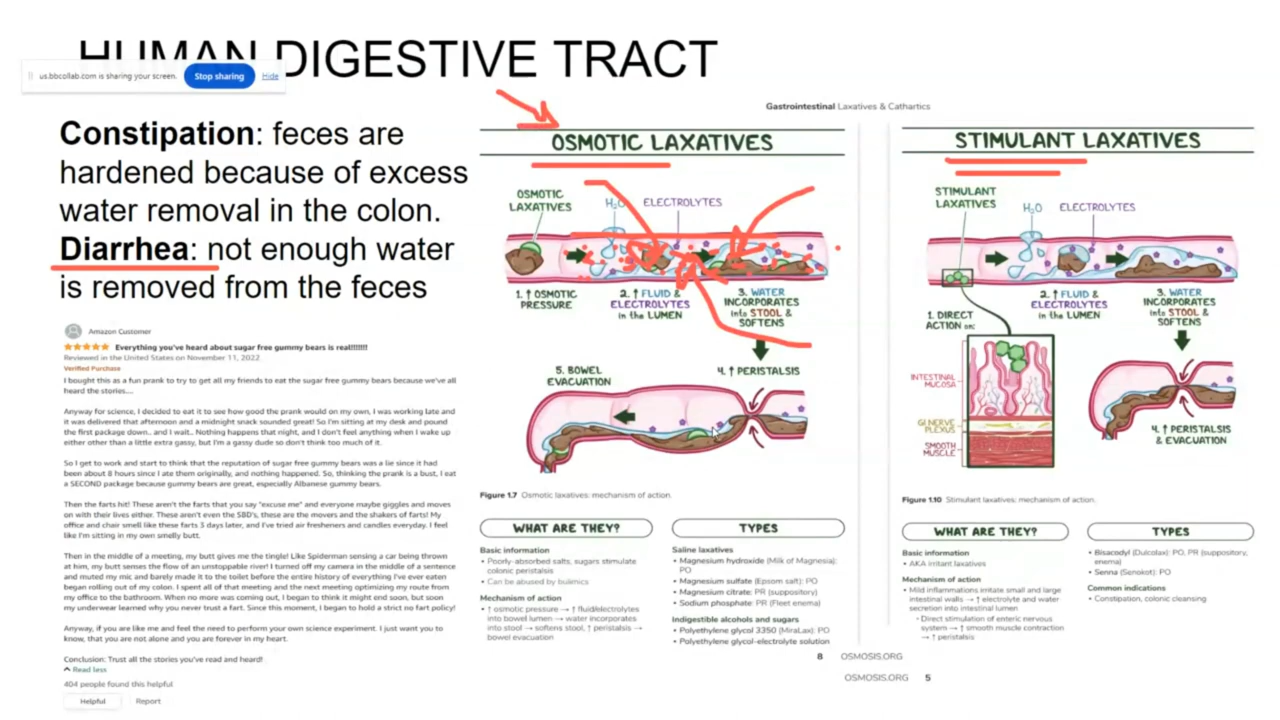 HUMAN DIGESTIVE TRACT
us.bbcollab.com is sharing your screen.
Stop sharing
Hide
Constipation: feces are
hardened because of excess
water removal in the colon.
Diarrhea: not enough water
is removed from the feces
Amazon Customer
Everything you've heard about sugar free gummy bears is real!!!!!!!
Reviewed in the United States on November 11, 2022
Verified Purchase
I bought this as a fun prank to try to get all my friends to eat the sugar free gummy bears because we've all
heard the stories....
Anyway for science, I decided to eat it to see how good the prank would on my own, I was working late and
it was delivered that afternoon and a midnight snack sounded great! So I'm sitting at my desk and pound
the first package down.. and I wait.. Nothing happens that night, and I don't feel anything when I wake up
either other than a little extra gassy, but I'm a gassy dude so don't think too much of it.
So I get to work and start to think that the reputation of sugar free gummy bears was a lie since it had
been about 8 hours since I ate them originally, and nothing happened. So, thinking the prank is a bust, I eat
a SECOND package because gummy bears are great, especially Albanese gummy bears.
Then the farts hit! These aren't the farts that you say "excuse me" and everyone maybe giggles and moves
on with their lives either. These aren't even the SBD's, these are the movers and the shakers of farts! My
office and chair smell like these farts 3 days later, and I've tried air fresheners and candles everyday. I feel
like I'm sitting in my own smelly butt.
Then in the middle of a meeting, my butt gives me the tingle! Like Spiderman sensing a car being thrown
at him, my butt senses the flow of an unstoppable river! I turned off my camera in the middle of a sentence
and muted my mic and barely made it to the toilet before the entire history of everything I've ever eaten
began rolling out of my colon. I spent all of that meeting and the next meeting optimizing my route from
my office to the bathroom. When no more was coming out, I began to think it might end soon, but soon
my underwear learned why you never trust a fart. Since this moment, I began to hold a strict no fart policy!
Anyway, if you are like me and feel the need to perform your own science experiment. I just want you to
know, that you are not alone and you are forever in my heart.
Conclusion: Trust all the stories you've read and heard!
Read less
404 people found this helpful
Helpful
Report
Gastrointestinal Laxatives & Cathartics
OSMOTIC LAXATIVES
OSMOTIC
LAXATIVES
H₂O
ELECTROLYTES
1. ↑ OSMOTIC
PRESSURE
2. ↑ FLUID &
ELECTROLYTES
in the LUMEN
3. WATER
INCORPORATES
into STOOL &
SOFTENS
4. ↑ PERISTALSIS
5. BOWEL
EVACUATION
Figure 1.7 Osmotic laxatives: mechanism of action.
WHAT ARE THEY?
Basic information
• Poorly-absorbed salts, sugars stimulate
colonic peristalsis
• Can be abused by bulimics
Mechanism of action
• ↑ osmotic pressure → ↑ fluid/electrolytes
into bowel lumen → water incorporates
into stool → softens stool, ↑ peristalsis →
bowel evacuation
TYPES
Saline laxatives
• Magnesium hydroxide (Milk of Magnesia):
PO
• Magnesium sulfate (Epsom salt): PO
• Magnesium citrate: PR (suppository)
• Sodium phosphate: PR (Fleet enema)
Indigestible alcohols and sugars
• Polyethylene glycol 3350 (MiraLax): PO
• Polyethylene glycol-electrolyte solution
8 OSMOSIS.ORG
STIMULANT LAXATIVES
STIMULANT
LAXATIVES
H₂O
ELECTROLYTES
1. DIRECT
ACTION on:
2. ↑ FLUID &
ELECTROLYTES
in the LUMEN
3. WATER
INCORPORATES
into STOOL &
SOFTENS
INTESTINAL
MUCOSA
GI NERVE
PLEXUS
SMOOTH
MUSCLE
4. ↑ PERISTALSIS
& EVACUATION
Figure 1.10 Stimulant laxatives: mechanism of action.
WHAT ARE THEY?
Basic information
• AKA irritant laxatives
Mechanism of action
• Mild inflammations irritate small and large
intestinal walls → ↑ electrolyte and water
secretion into intestinal lumen
• Direct stimulation of enteric nervous
system → ↑ smooth muscle contraction
→ ↑ peristalsis
TYPES
• Bisacodyl (Dulcolax): PO, PR (suppository,
enema)
• Senna (Senokot): PO
Common indications
• Constipation, colonic cleansing
OSMOSIS.ORG 5